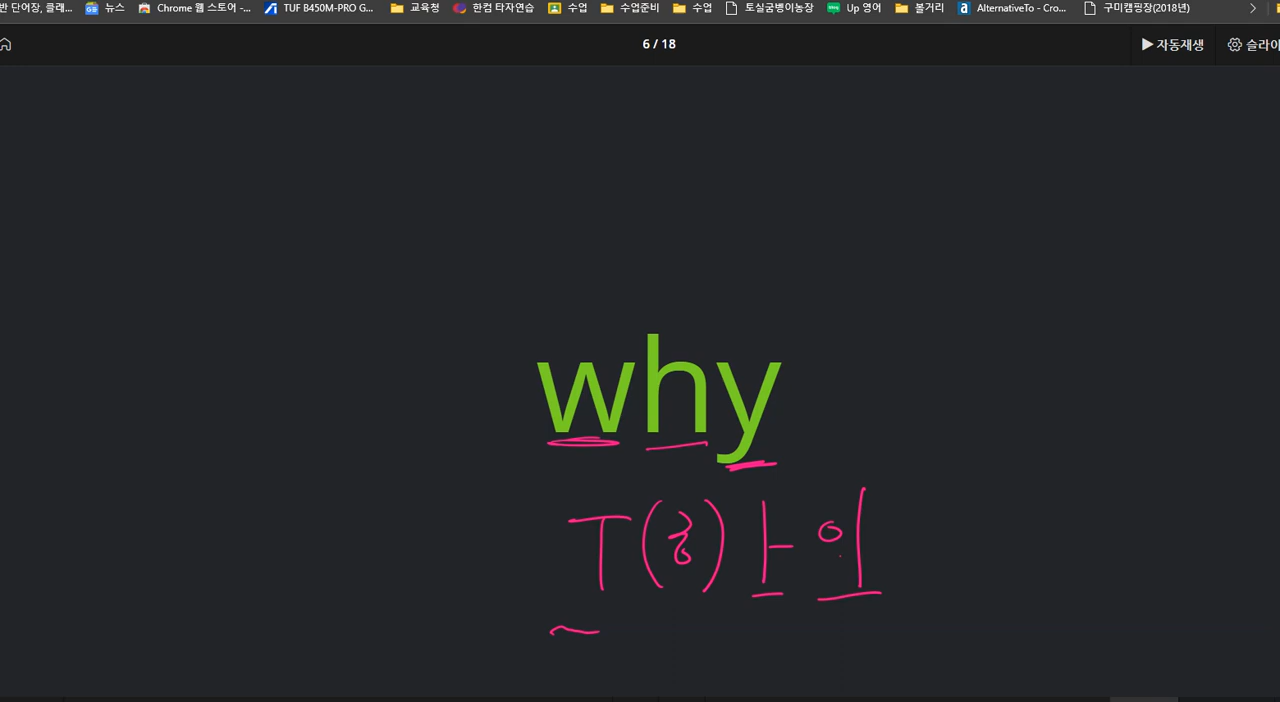 반 단어장, 클래... 뉴스 Chrome 웹 스토어 -... TUF B450M-PRO G... 교육청 한컴 타자연습 수업 수업준비 수업 토실굼벵이농장 Up 영어 볼거리 AlternativeTo - Cro... 구미캠핑장(2018년)
6 / 18
자동재생
슬라이
why
ㅜ(ㅎ)ㅏ이